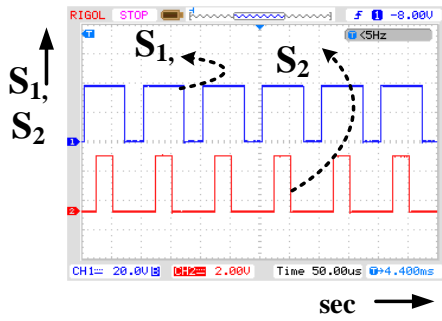 RIGOL STOP f 1 -8.00V
T <5Hz
S1,
S2
S1,
S2
1
2
CH1 20.0V B CH2 2.00V Time 50.00us T→4.400ms
sec